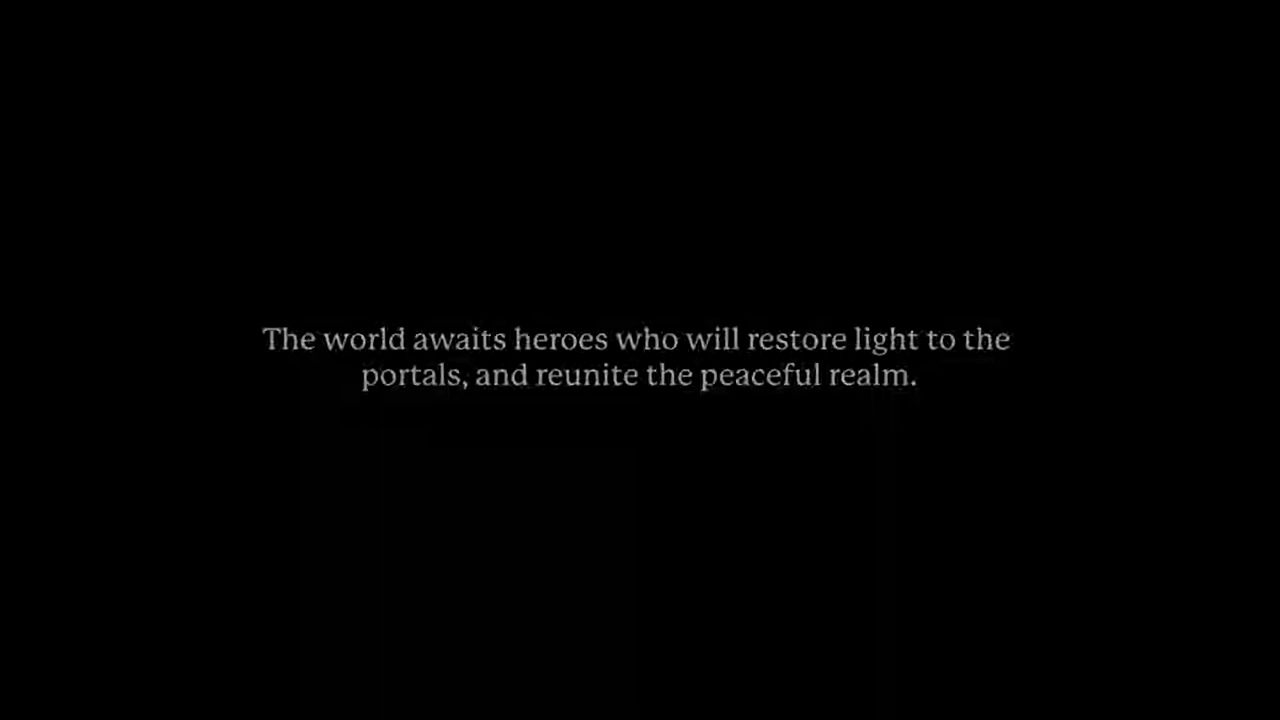 The world awaits heroes who will restore light to the
portals, and reunite the peaceful realm.